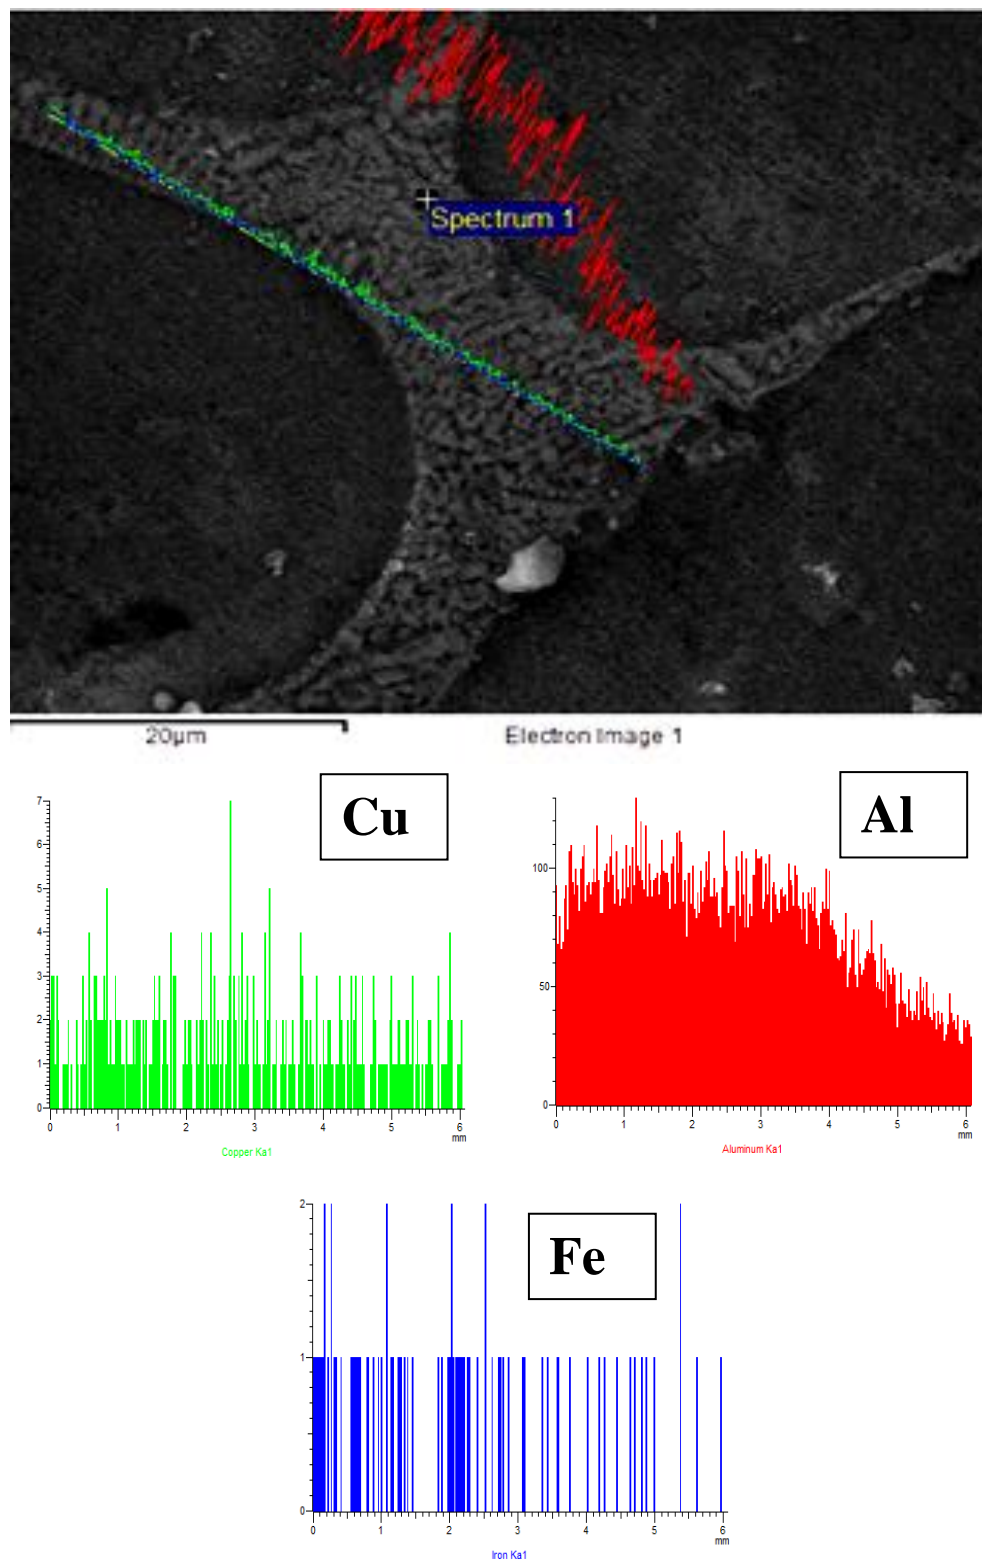 Spectrum 1
20μm
Electron Image 1
Cu
7
6
5
4
3
2
1
0
0 1 2 3 4 5 6
mm
Copper Ka1
Al
100
50
0
0 1 2 3 4 5 6
mm
Aluminum Ka1
Fe
2
1
0
0 1 2 3 4 5 6
mm
Iron Ka1